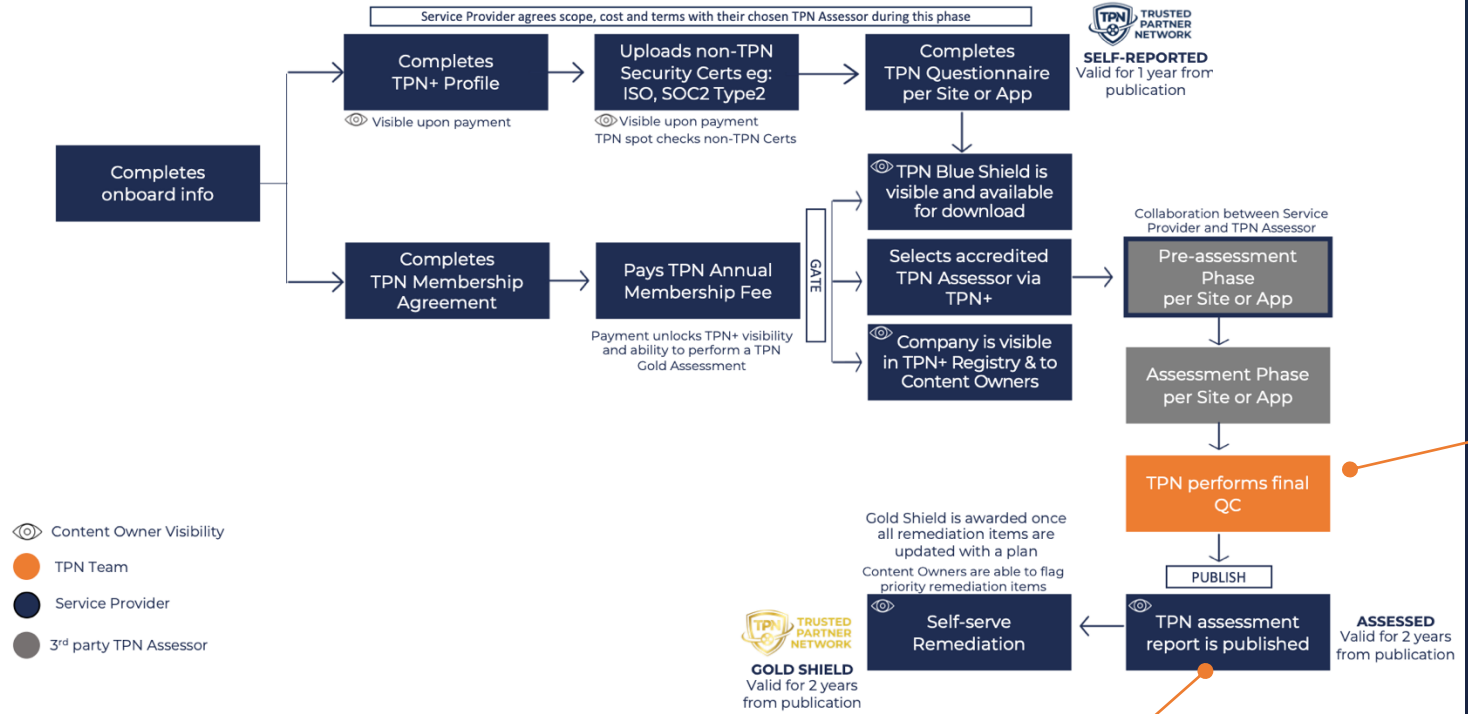 Service Provider agrees scope, cost and terms with their chosen TPN Assessor during this phase
Completes
TPN+ Profile
Visible upon payment
Uploads non-TPN
Security Certs eg:
ISO, SOC2 Type2
Visible upon payment
TPN spot checks non-TPN Certs
Completes
TPN Questionnaire
per Site or App
TPN
TRUSTED
PARTNER
NETWORK
SELF-REPORTED
Valid for 1 year from
publication
Completes
onboard info
Completes
TPN Membership
Agreement
Pays TPN Annual
Membership Fee
Payment unlocks TPN+ visibility
and ability to perform a TPN
Gold Assessment
GATE
TPN Blue Shield is
visible and available
for download
Selects accredited
TPN Assessor via
TPN+
Company is visible
in TPN+ Registry & to
Content Owners
Collaboration between Service
Provider and TPN Assessor
Pre-assessment
Phase
per Site or App
Assessment Phase
per Site or App
TPN performs final
QC
PUBLISH
TPN assessment
report is published
ASSESSED
Valid for 2 years
from publication
Gold Shield is awarded once
all remediation items are
updated with a plan
Content Owners are able to flag
priority remediation items
Self-serve
Remediation
TPN
TRUSTED
PARTNER
NETWORK
GOLD SHIELD
Valid for 2 years
from publication
Content Owner Visibility
TPN Team
Service Provider
3rd party TPN Assessor